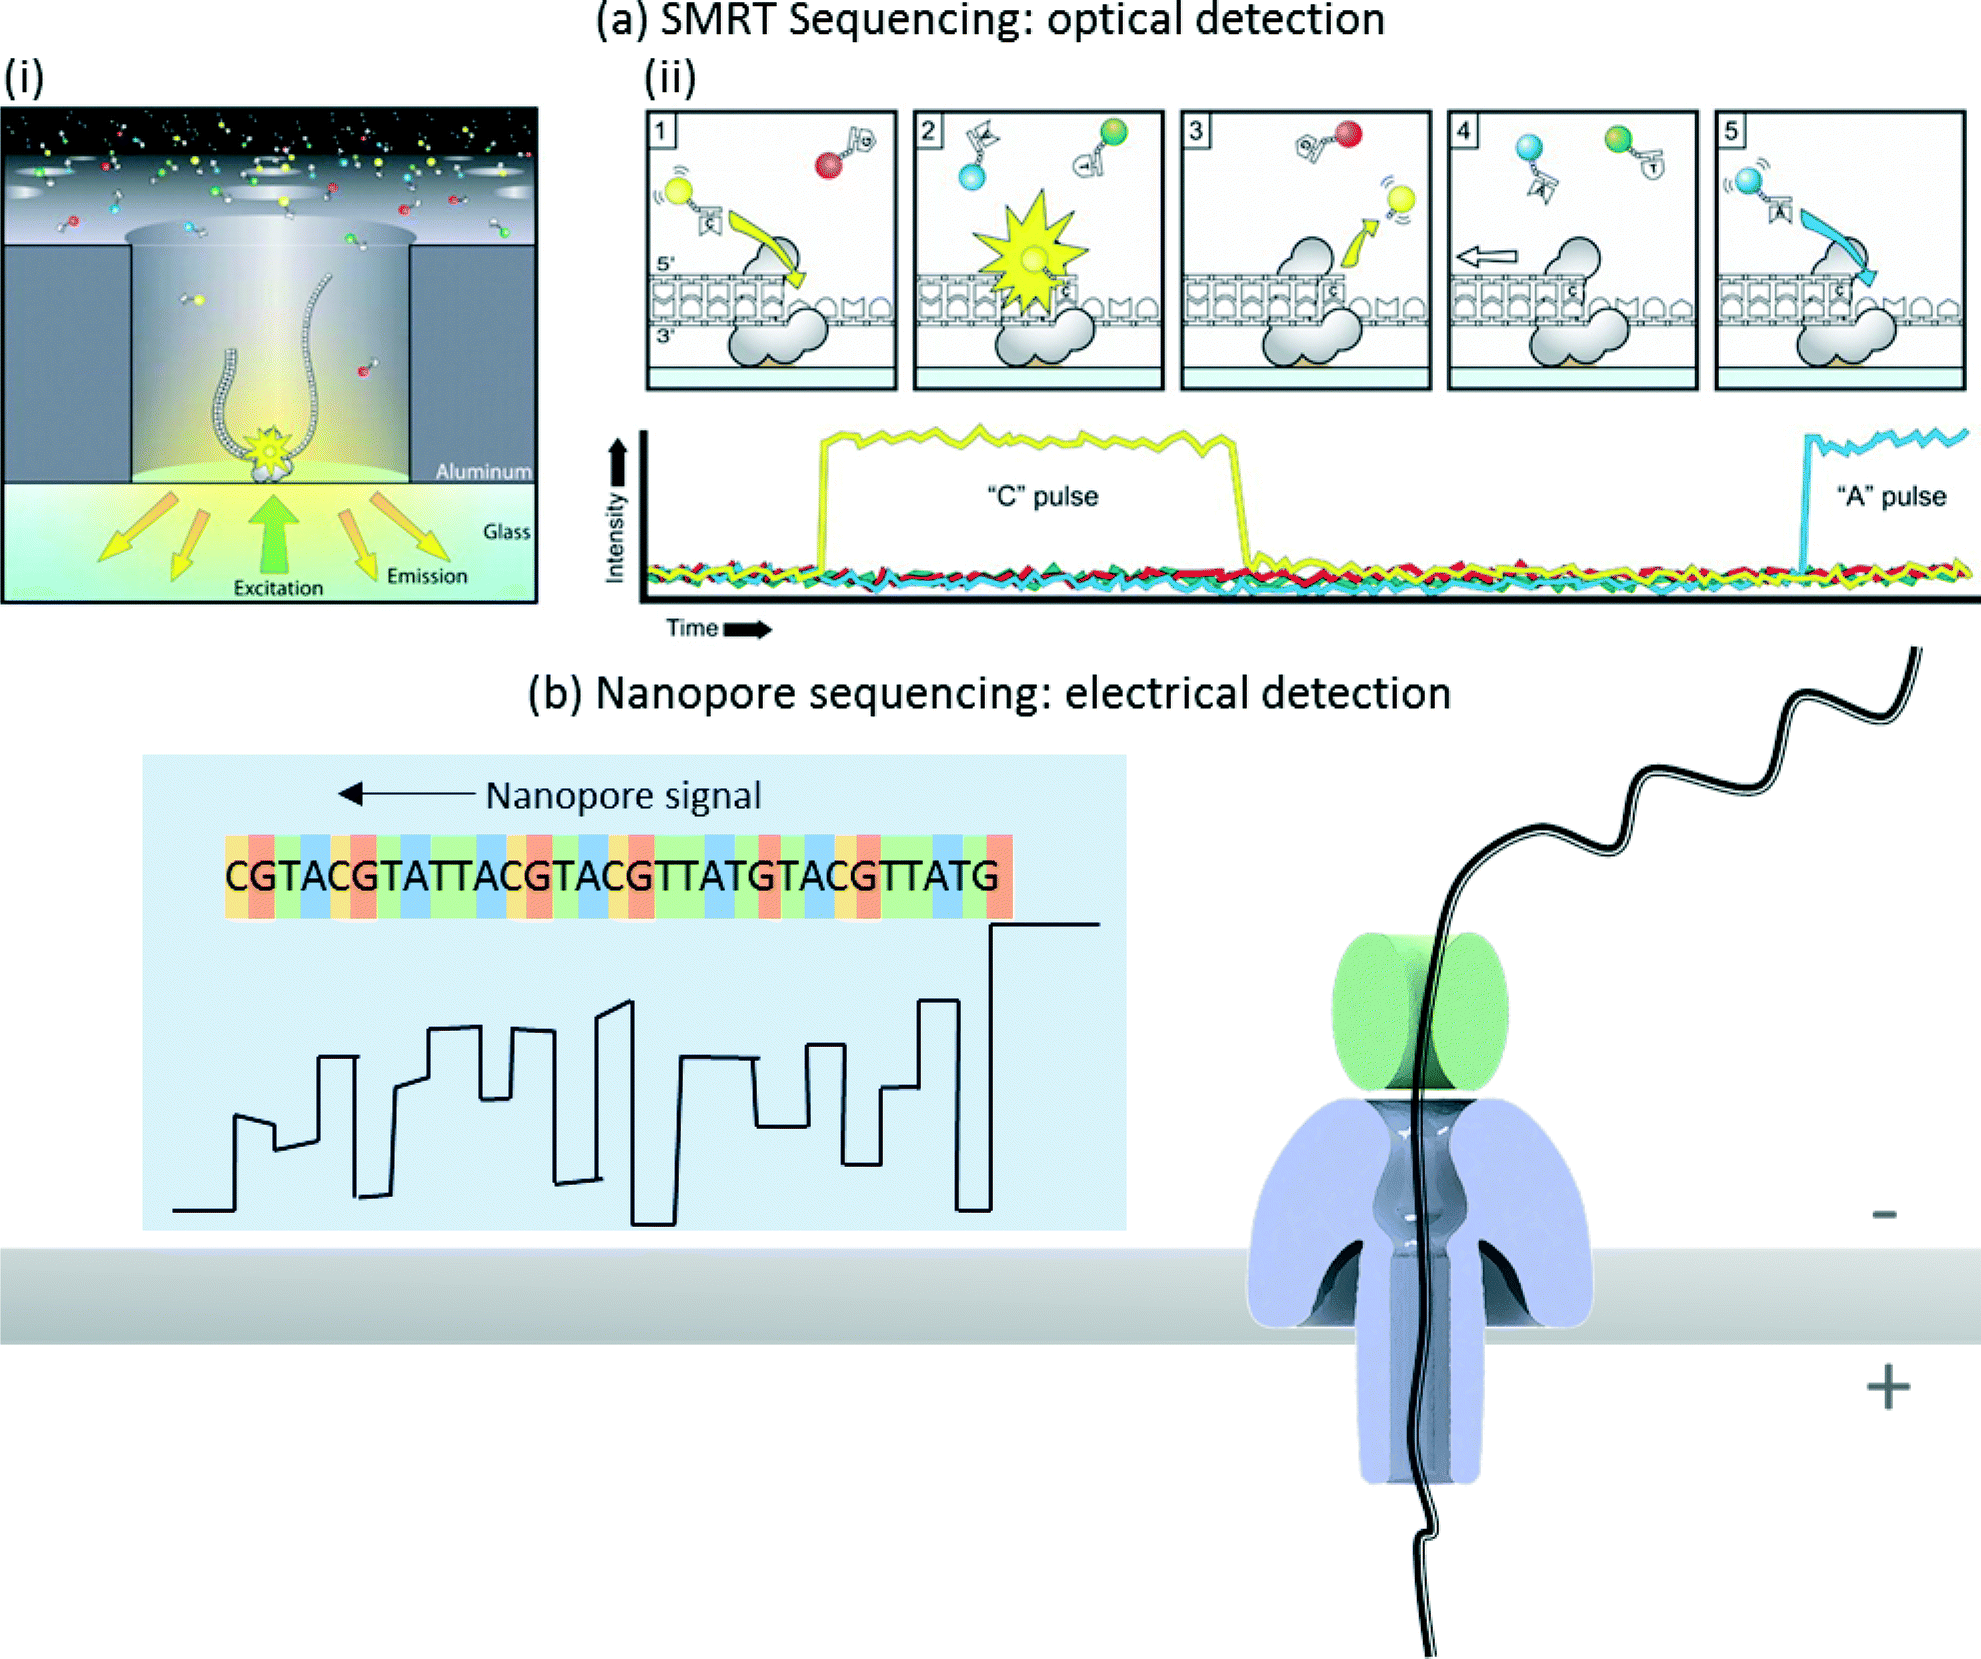 (a) SMRT Sequencing: optical detection
(i)
(ii)
Aluminum
Glass
Excitation
Emission
1
C
G
5'
3'
2
A
T
C
3
G
C
4
A
T
C
5
A
C
Intensity
"C" pulse
"A" pulse
Time
(b) Nanopore sequencing: electrical detection
Nanopore signal
CGTACGTATTACGTACGTTATGTACGTTATG
-
+